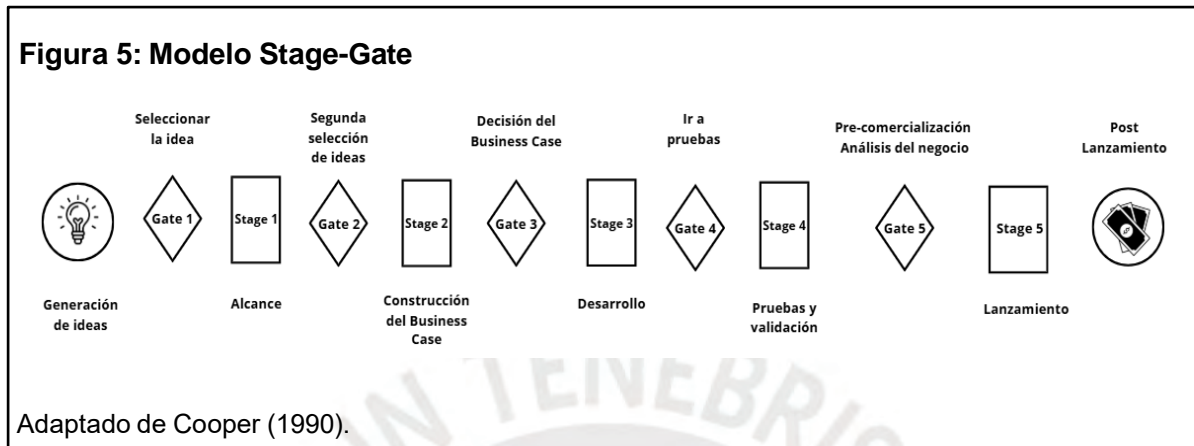 Figura 5: Modelo Stage-Gate
Seleccionar
la idea
Segunda
selección
de ideas
Decisión del
Business Case
Ir a
pruebas
Pre-comercialización
Análisis del negocio
Post
Lanzamiento
Gate 1
Stage 1
Gate 2
Stage 2
Gate 3
Stage 3
Gate 4
Stage 4
Gate 5
Stage 5
Generación
de ideas
Alcance
Construcción
del Business
Case
Desarrollo
Pruebas y
validación
Lanzamiento
IN TENEBRIS
Adaptado de Cooper (1990).